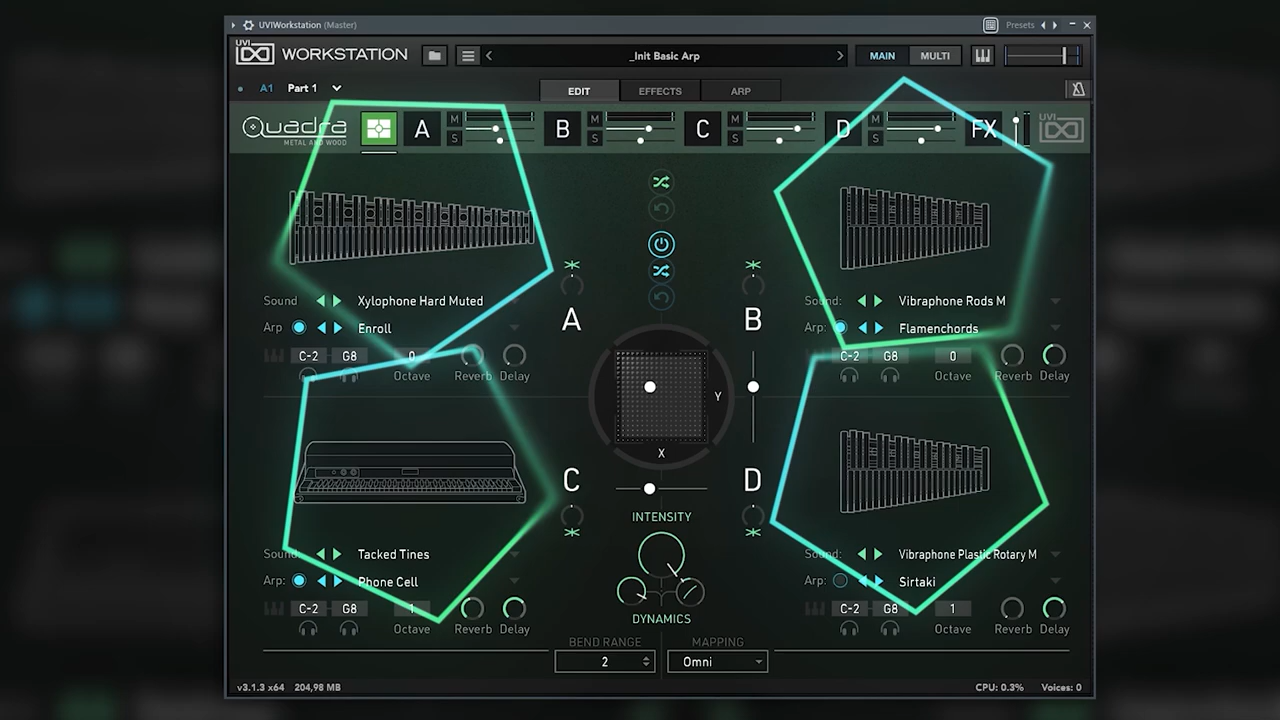 UVIWorkstation (Master)
Presets
UVI WORKSTATION
_Init Basic Arp
MAIN MULTI
A1 Part 1
EDIT EFFECTS ARP
Quadra
METAL AND WOOD
A M S B M S C M S D M S FX UVI
Sound Xylophone Hard Muted
Arp Enroll
C-2 G8 0
Octave Reverb Delay
A
B
Sound: Vibraphone Rods M
Arp: Flamenchords
C-2 G8 0
Octave Reverb Delay
Y
X
C
D
INTENSITY
DYNAMICS
Sound: Tacked Tines
Arp: Phone Cell
C-2 G8 1
Octave Reverb Delay
Sound: Vibraphone Plastic Rotary M
Arp: Sirtaki
C-2 G8 1
Octave Reverb Delay
BEND RANGE MAPPING
2 Omni
v3.1.3 x64 204,98 MB
CPU: 0.3% Voices: 0